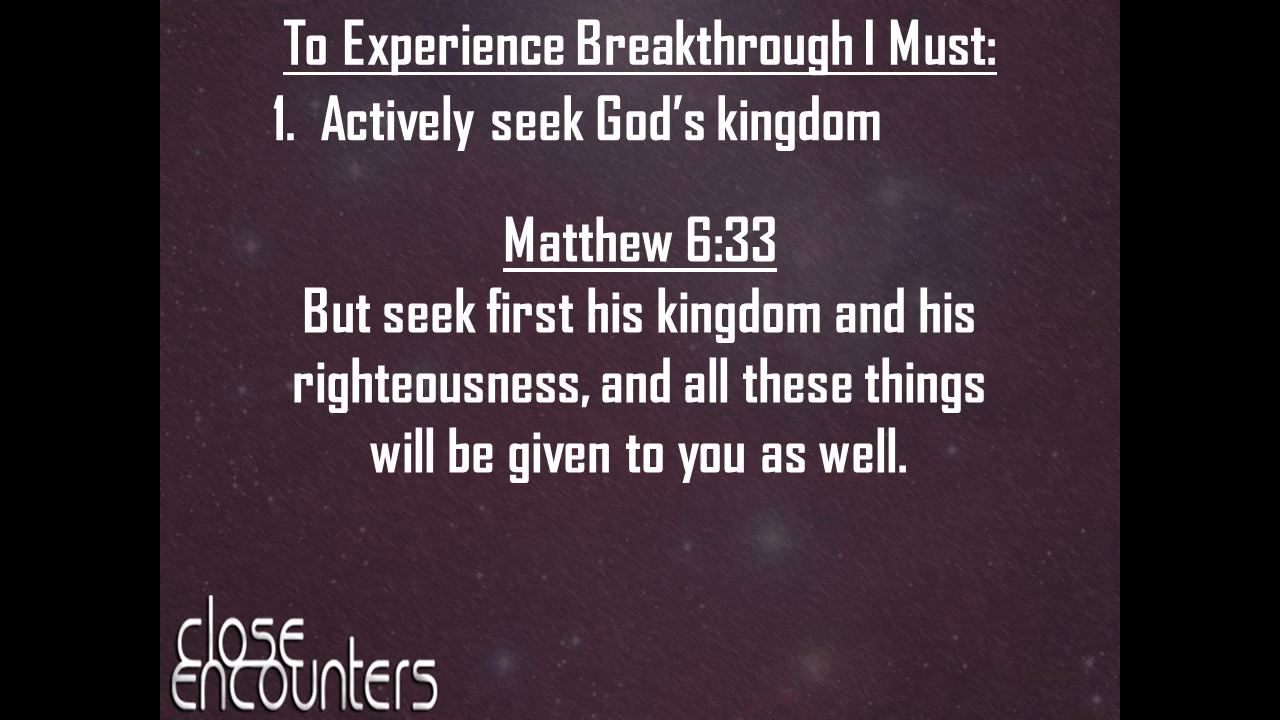 To Experience Breakthrough I Must:
1. Actively seek God's kingdom
Matthew 6:33
But seek first his kingdom and his
righteousness, and all these things
will be given to you as well.
close
encounters